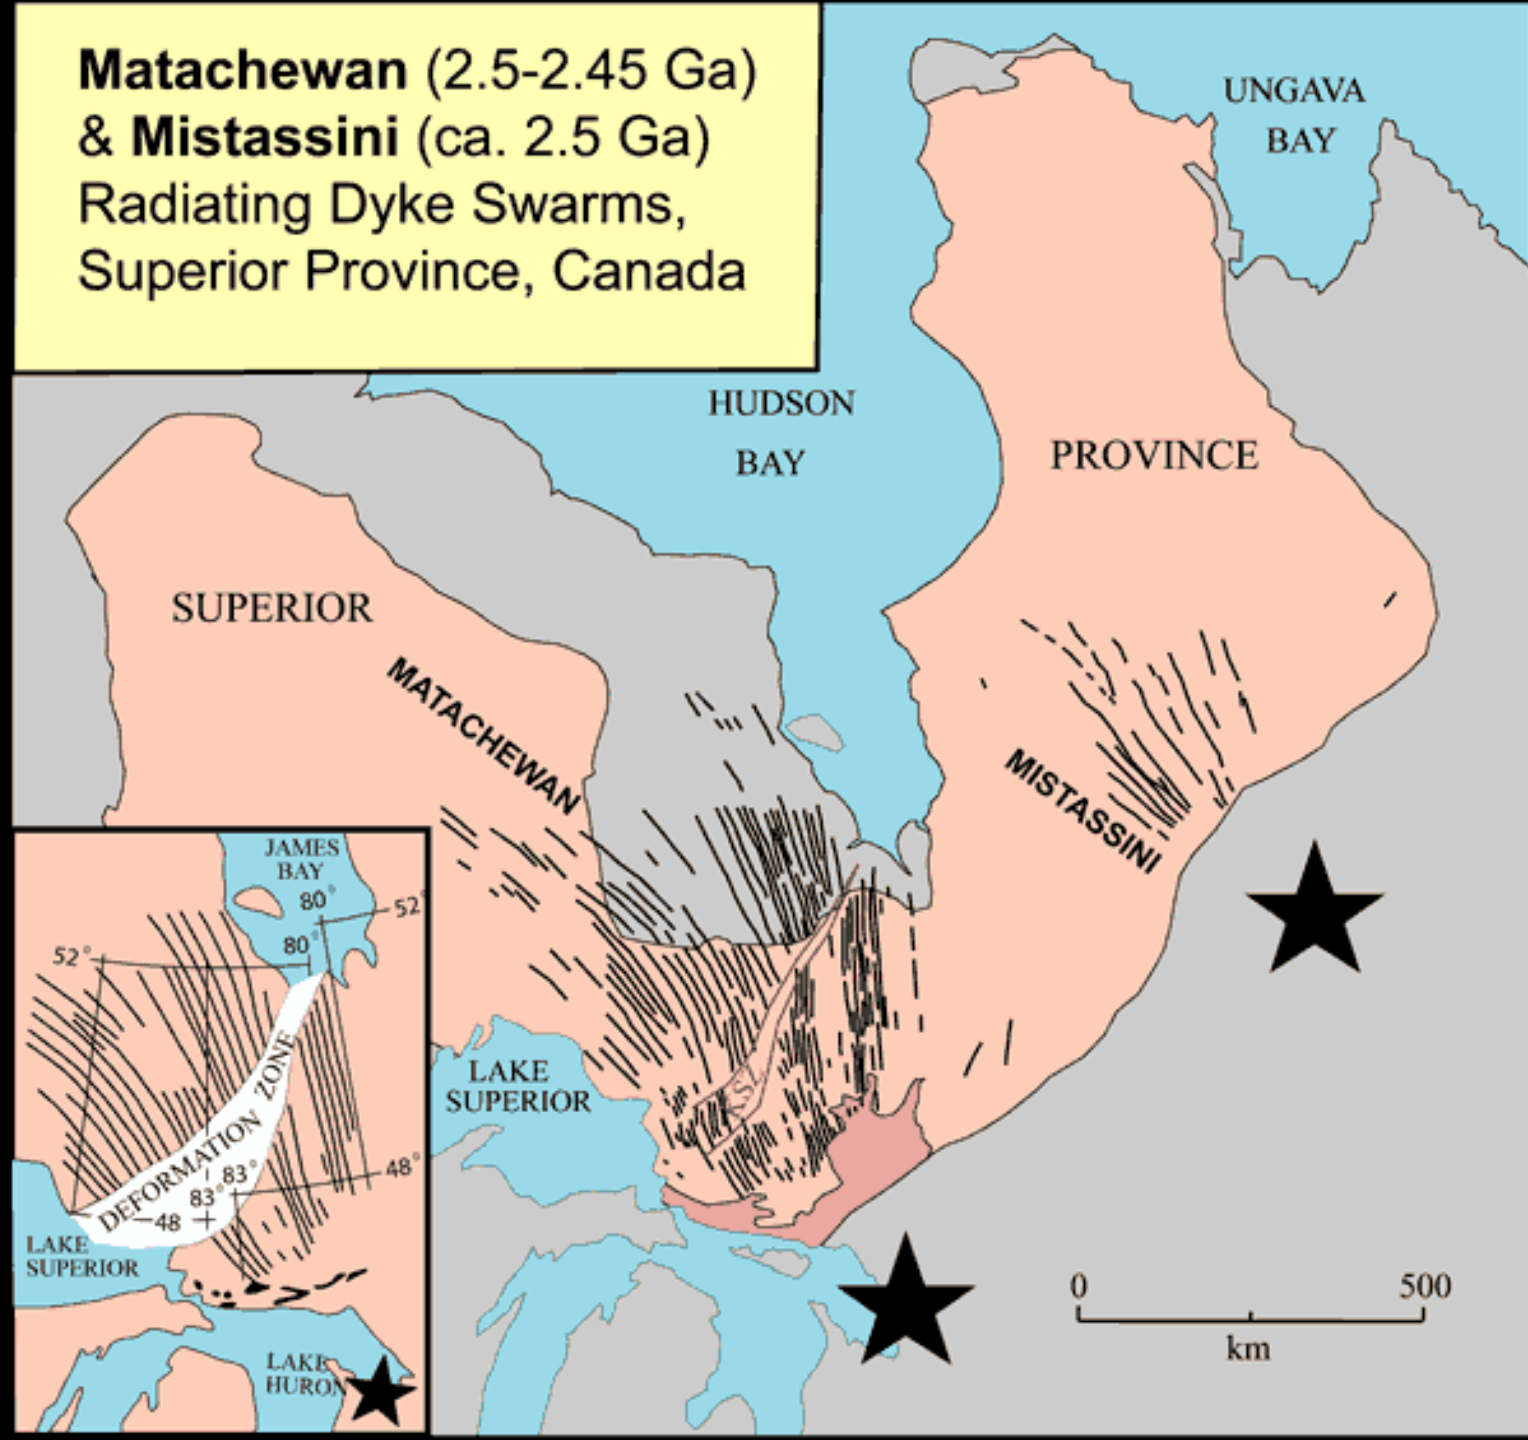 Matachewan (2.5-2.45 Ga)
& Mistassini (ca. 2.5 Ga)
Radiating Dyke Swarms,
Superior Province, Canada
UNGAVA
BAY
HUDSON
BAY
PROVINCE
SUPERIOR
MATACHEWAN
MISTASSINI
LAKE
SUPERIOR
KSZ
0 500
km
JAMES
BAY
80°
52°
80°
52°
DEFORMATION ZONE
83°
83°
48°
48
LAKE
SUPERIOR
LAKE
HURON